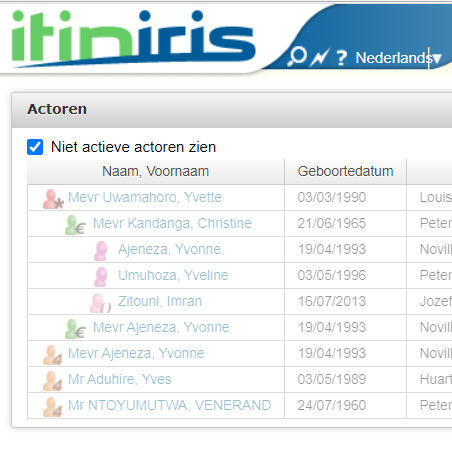 itiniris
? Nederlands▼
Actoren
Niet actieve actoren zien
Naam, Voornaam Geboortedatum
Mevr Uwamahoro, Yvette 03/03/1990 Louis
Mevr Kandanga, Christine 21/06/1965 Peter
Ajeneza, Yvonne 19/04/1993 Novill
Umuhoza, Yveline 03/05/1996 Peter
Zitouni, Imran 16/07/2013 Jozef
Mevr Ajeneza, Yvonne 19/04/1993 Novill
Mevr Ajeneza, Yvonne 19/04/1993 Novill
Mr Aduhire, Yves 03/05/1989 Huart
Mr NTOYUMUTWA, VENERAND 24/07/1960 Peter